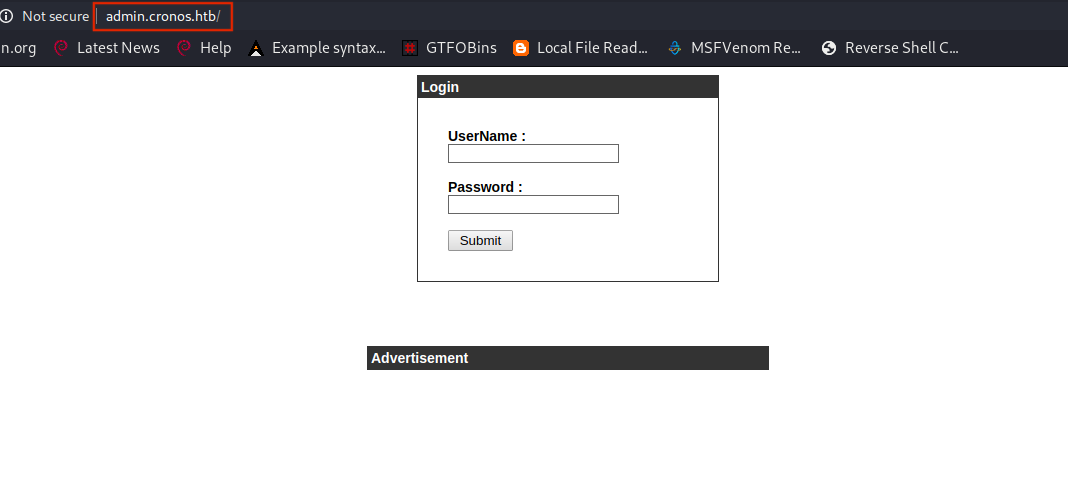 Not secure | admin.cronos.htb/
n.org Latest News Help Example syntax... GTFOBins Local File Read... MSFVenom Re... Reverse Shell C...
Login
UserName :
Password :
Submit
Advertisement